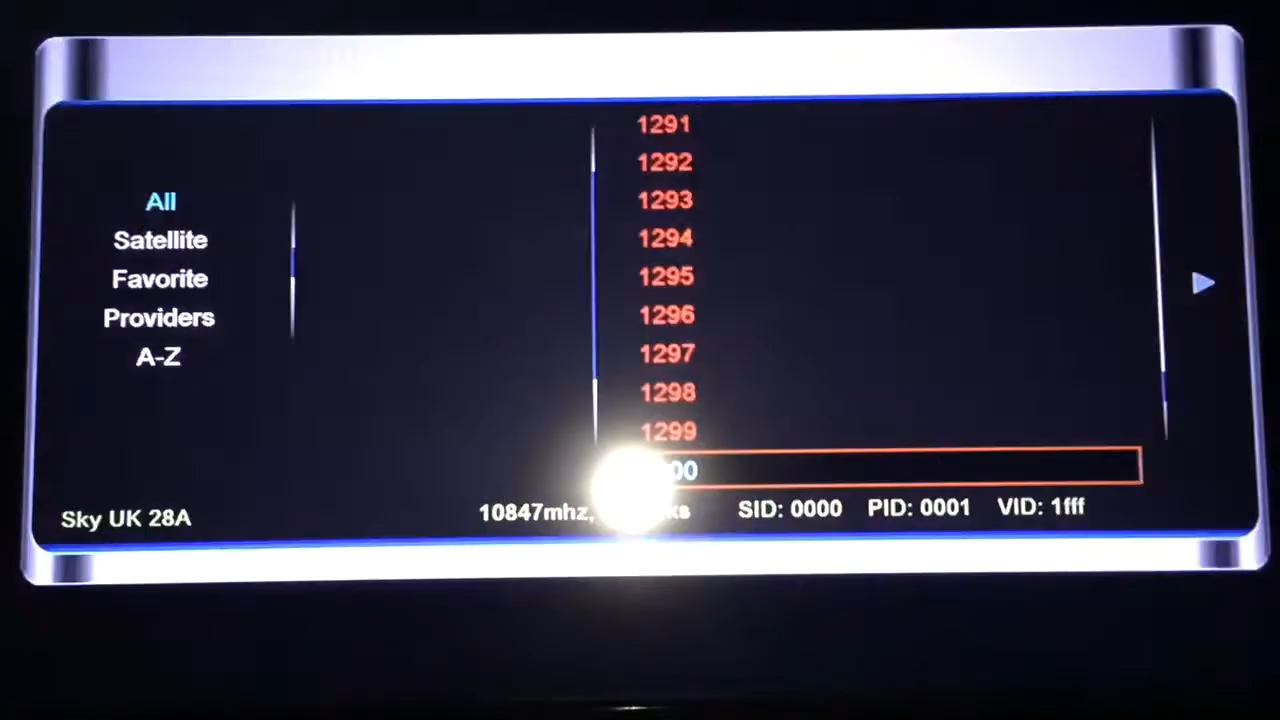 All
Satellite
Favorite
Providers
A-Z
1291
1292
1293
1294
1295
1296
1297
1298
1299
Sky UK 28A
10847mhz,
SID: 0000 PID: 0001 VID: 1fff